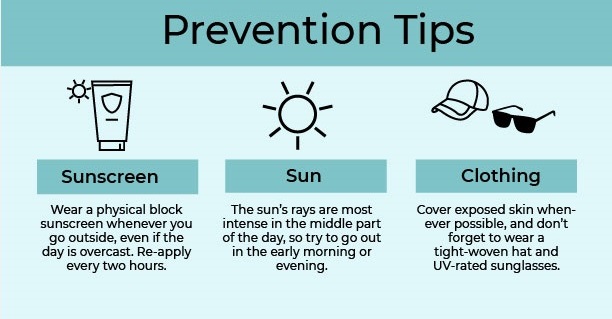 Prevention Tips
Sunscreen
Wear a physical block
sunscreen whenever you
go outside, even if the
day is overcast. Re-apply
every two hours.
Sun
The sun's rays are most
intense in the middle part
of the day, so try to go out
in the early morning or
evening.
Clothing
Cover exposed skin when-
ever possible, and don't
forget to wear a
tight-woven hat and
UV-rated sunglasses.